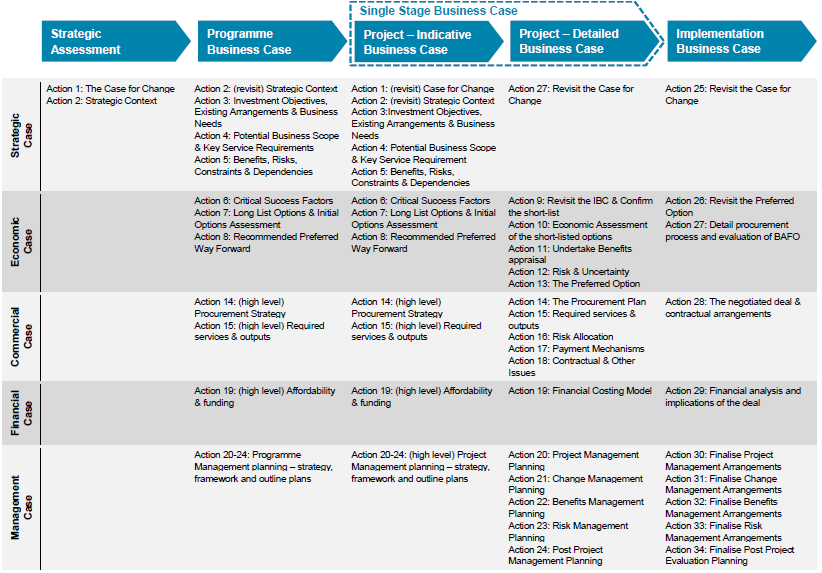 Single Stage Business Case
Strategic
Assessment
Programme
Business Case
Project – Indicative
Business Case
Project – Detailed
Business Case
Implementation
Business Case
Strategic
Case
Action 1: The Case for Change
Action 2: Strategic Context
Action 2: (revisit) Strategic Context
Action 3: Investment Objectives,
Existing Arrangements & Business
Needs
Action 4: Potential Business Scope
& Key Service Requirements
Action 5: Benefits, Risks,
Constraints & Dependencies
Action 1: (revisit) Case for Change
Action 2: (revisit) Strategic Context
Action 3:Investment Objectives,
Existing Arrangements & Business
Needs
Action 4: Potential Business Scope
& Key Service Requirement
Action 5: Benefits, Risks,
Constraints & Dependencies
Action 27: Revisit the Case for
Change
Action 25: Revisit the Case for
Change
Economic
Case
Action 6: Critical Success Factors
Action 7: Long List Options & Initial
Options Assessment
Action 8: Recommended Preferred
Way Forward
Action 6: Critical Success Factors
Action 7: Long List Options & Initial
Options Assessment
Action 8: Recommended Preferred
Way Forward
Action 9: Revisit the IBC & Confirm
the short-list
Action 10: Economic Assessment
of the short-listed options
Action 11: Undertake Benefits
appraisal
Action 12: Risk & Uncertainty
Action 13: The Preferred Option
Action 26: Revisit the Preferred
Option
Action 27: Detail procurement
process and evaluation of BAFO
Commercial
Case
Action 14: (high level)
Procurement Strategy
Action 15: (high level) Required
services & outputs
Action 14: (high level)
Procurement Strategy
Action 15: (high level) Required
services & outputs
Action 14: The Procurement Plan
Action 15: Required services &
outputs
Action 16: Risk Allocation
Action 17: Payment Mechanisms
Action 18: Contractual & Other
Issues
Action 28: The negotiated deal &
contractual arrangements
Financial
Case
Action 19: (high level) Affordability
& funding
Action 19: (high level) Affordability
& funding
Action 19: Financial Costing Model
Action 29: Financial analysis and
implications of the deal
Management
Case
Action 20-24: Programme
Management planning – strategy,
framework and outline plans
Action 20-24: (high level) Project
Management planning – strategy,
framework and outline plans
Action 20: Project Management
Planning
Action 21: Change Management
Planning
Action 22: Benefits Management
Planning
Action 23: Risk Management
Planning
Action 24: Post Project
Management Planning
Action 30: Finalise Project
Management Arrangements
Action 31: Finalise Change
Management Arrangements
Action 32: Finalise Benefits
Management Arrangements
Action 33: Finalise Risk
Management Arrangements
Action 34: Finalise Post Project
Evaluation Planning